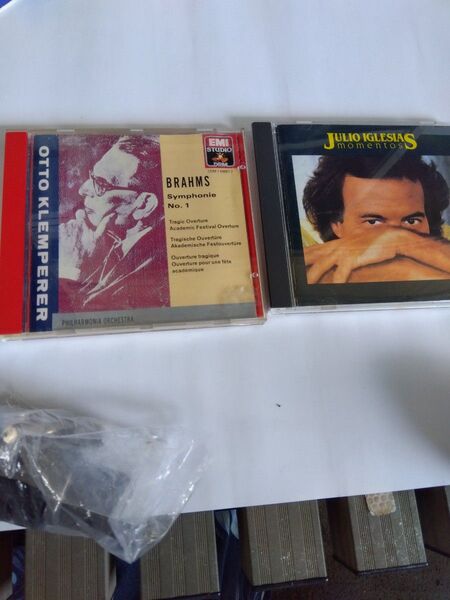 OTTO KLEMPERER
EMI
STUDIO
DRM
BRAHMS
Symphonie
No. 1
Tragic Overture
Academic Festival Overture
Tragische Ouvertüre
Akademische Festouvertüre
Ouverture tragique
Ouverture pour une fête
académique
PHILHARMONIA ORCHESTRA
JULIO IGLESIAS
momentos